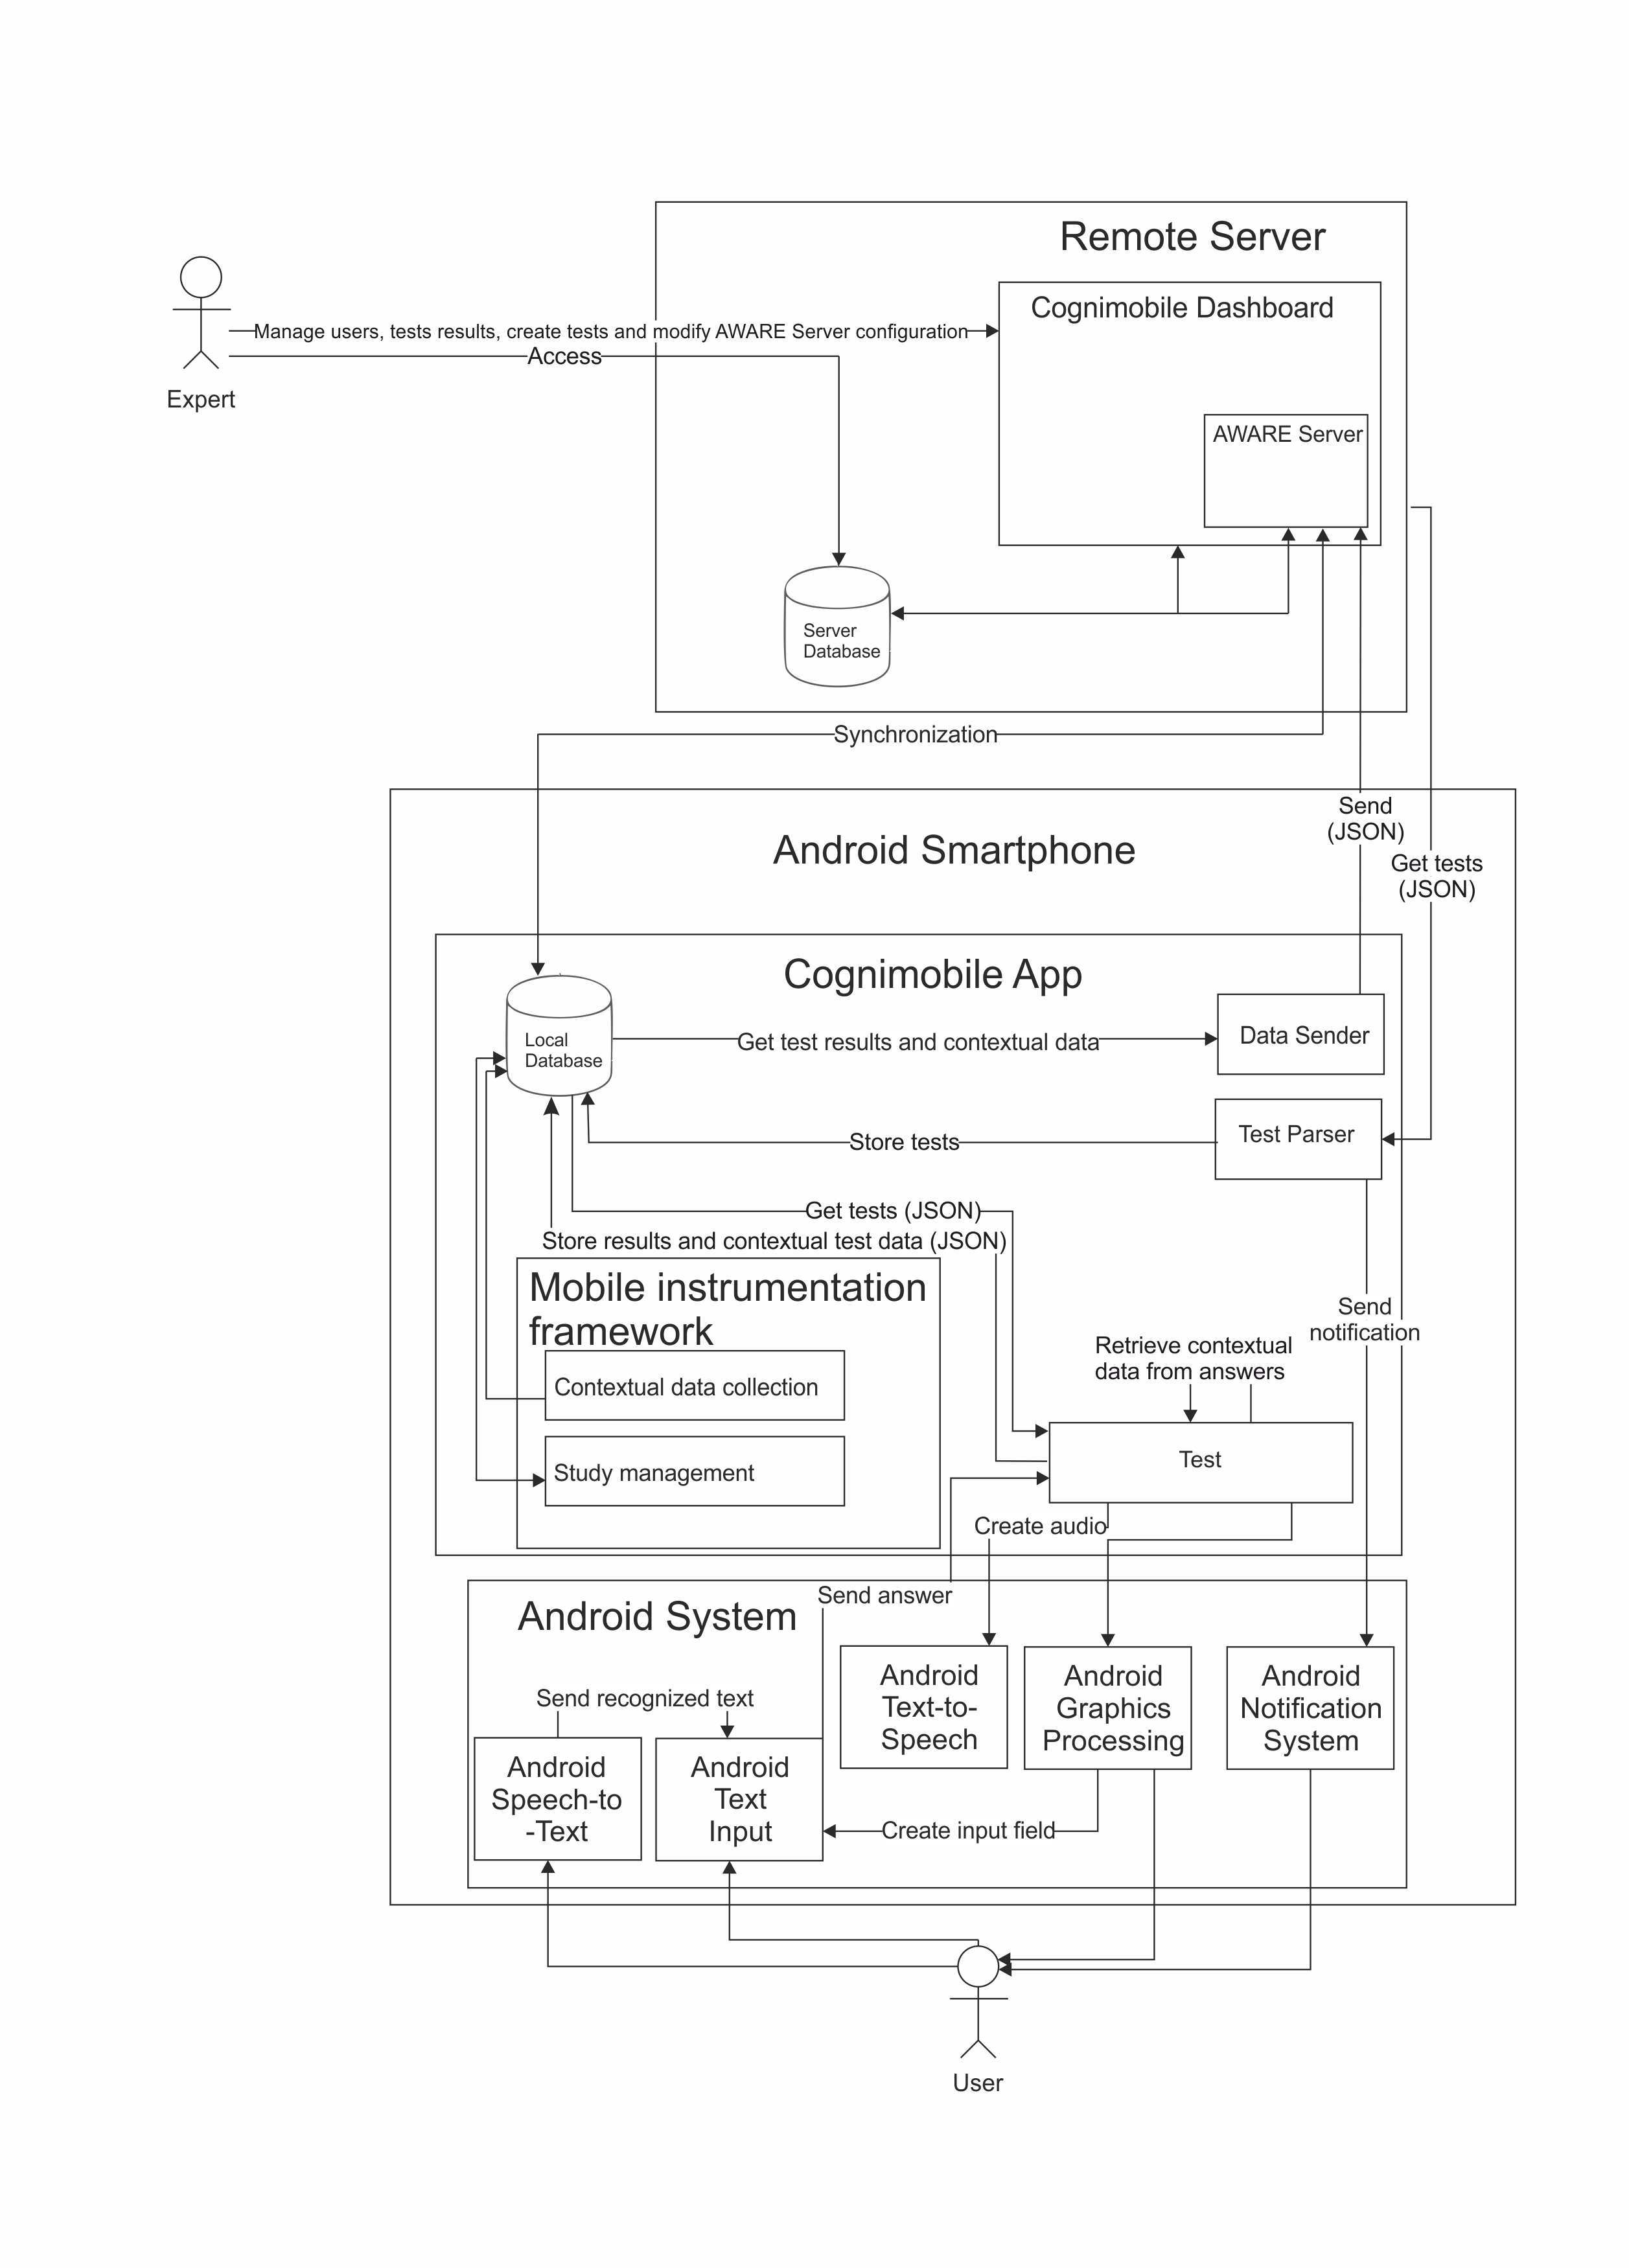 Remote Server
Cognimobile Dashboard
Manage users, tests results, create tests and modify AWARE Server configuration
Access
Expert
AWARE Server
Server
Database
Synchronization
Send
(JSON)
Android Smartphone
Get tests
(JSON)
Cognimobile App
Local
Database
Get test results and contextual data
Data Sender
Store tests
Test Parser
Get tests (JSON)
Store results and contextual test data (JSON)
Mobile instrumentation
framework
Send
notification
Retrieve contextual
data from answers
Contextual data collection
Test
Study management
Create audio
Send answer
Android System
Android
Text-to-
Speech
Android
Graphics
Processing
Android
Notification
System
Send recognized text
Android
Speech-to
-Text
Android
Text
Input
Create input field
User